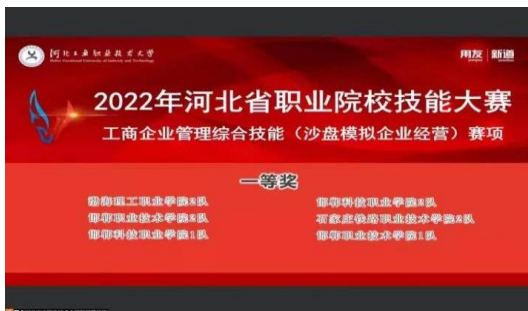 河北工业职业技术大学
用友 新道
2022年河北省职业院校技能大赛
工商企业管理综合技能（沙盘模拟企业经营）赛项
一等奖
渤海理工职业学院2队 邯郸科技职业学院2队
邯郸职业技术学院2队 石家庄铁路职业技术学院2队
邯郸科技职业学院1队 邯郸职业技术学院1队